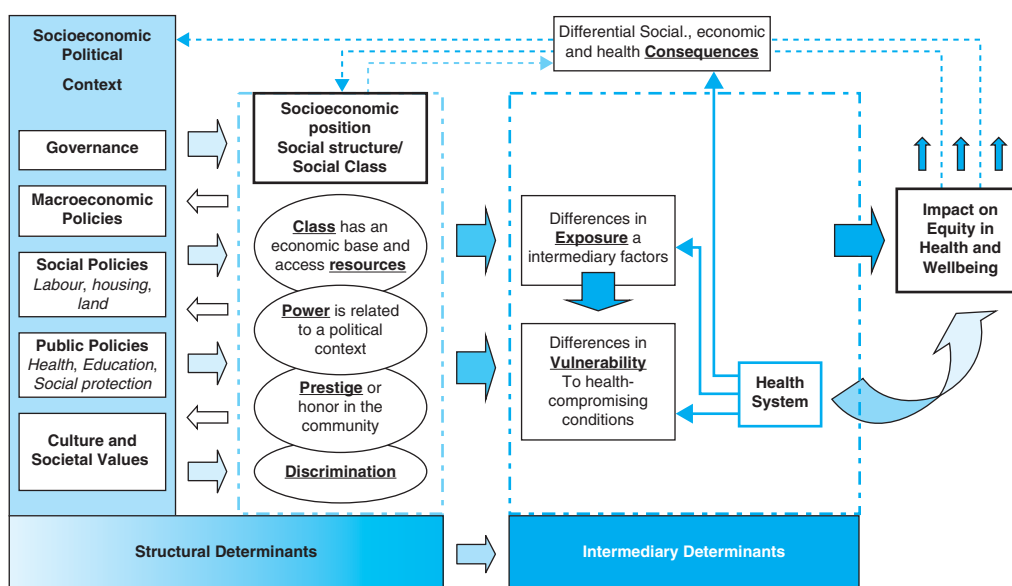 Socioeconomic
Political
Context
Governance
Macroeconomic
Policies
Social Policies
Labour, housing,
land
Public Policies
Health, Education,
Social protection
Culture and
Societal Values
Socioeconomic
position
Social structure/
Social Class
Class has an
economic base and
access resources
Power is related
to a political
context
Prestige or
honor in the
community
Discrimination
Differential Social., economic
and health Consequences
Differences in
Exposure a
intermediary factors
Differences in
Vulnerability
To health-
compromising
conditions
Health
System
Impact on
Equity in
Health and
Wellbeing
Structural Determinants
Intermediary Determinants